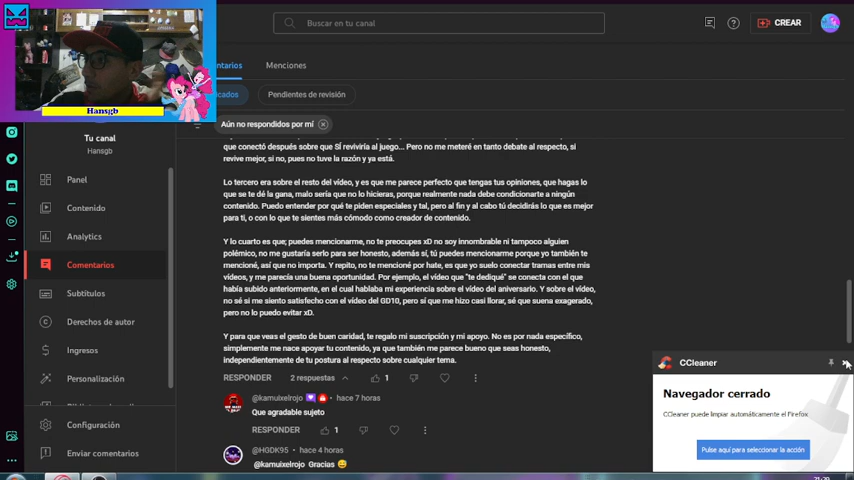 Buscar en tu canal
CREAR
Hansgb
Menciones
Pendientes de revisión
Aún no respondidos por mí
Tu canal
Hansgb
Panel
Contenido
Analytics
Comentarios
Subtítulos
Derechos de autor
Ingresos
Personalización
Configuración
Enviar comentarios
que conectó después sobre que SÍ reviviría al juego... Pero no me meteré en tanto debate al respecto, si
revive mejor, si no, pues no tuve la razón y ya está.
Lo tercero era sobre el resto del vídeo, y es que me parece perfecto que tengas tus opiniones, que hagas lo
que se te dé la gana, malo sería que no lo hicieras, porque realmente nada debe condicionarte a ningún
contenido. Puedo entender por qué te piden especiales y tal, pero al fin y al cabo tú decidirás lo que es mejor
para ti, o con lo que te sientes más cómodo como creador de contenido.
Y lo cuarto es que, puedes mencionarme, no te preocupes xD no soy innombrable ni tampoco alguien
polémico, no me gustaría serlo para ser honesto, además sí, tú puedes mencionarme porque yo también te
mencioné, así que no importa. Y repito, no te mencioné por hate, es que yo suelo conectar tramas entre mis
vídeos, y me parecía una buena oportunidad. Por ejemplo, el vídeo que "te dediqué" se conecta con el que
había subido anteriormente, en el cual hablaba mi experiencia sobre el vídeo del aniversario. Y sobre el vídeo,
no sé si me siento satisfecho con el vídeo del GD10, pero sí que me hizo casi llorar, sé que suena exagerado,
pero no lo puedo evitar xD.
Y para que veas el gesto de buen caridad, te regalo mi suscripción y mi apoyo. No es por nada específico,
simplemente me nace apoyar tu contenido, ya que también me parece bueno que seas honesto,
independientemente de tu postura al respecto sobre cualquier tema.
RESPONDER 2 respuestas 1
@kamuixelrojo • hace 7 horas
Que agradable sujeto
RESPONDER 1
@HGDK95 • hace 4 horas
@kamuixelrojo Gracias 😅
CCleaner
Navegador cerrado
CCleaner puede limpiar automáticamente el Firefox
Pulse aquí para seleccionar la acción